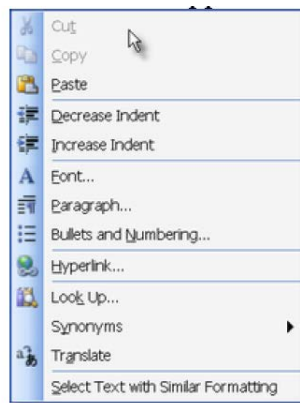 Cut
Copy
Paste
Decrease Indent
Increase Indent
Font...
Paragraph...
Bullets and Numbering...
Hyperlink...
Look Up...
Synonyms
Translate
Select Text with Similar Formatting